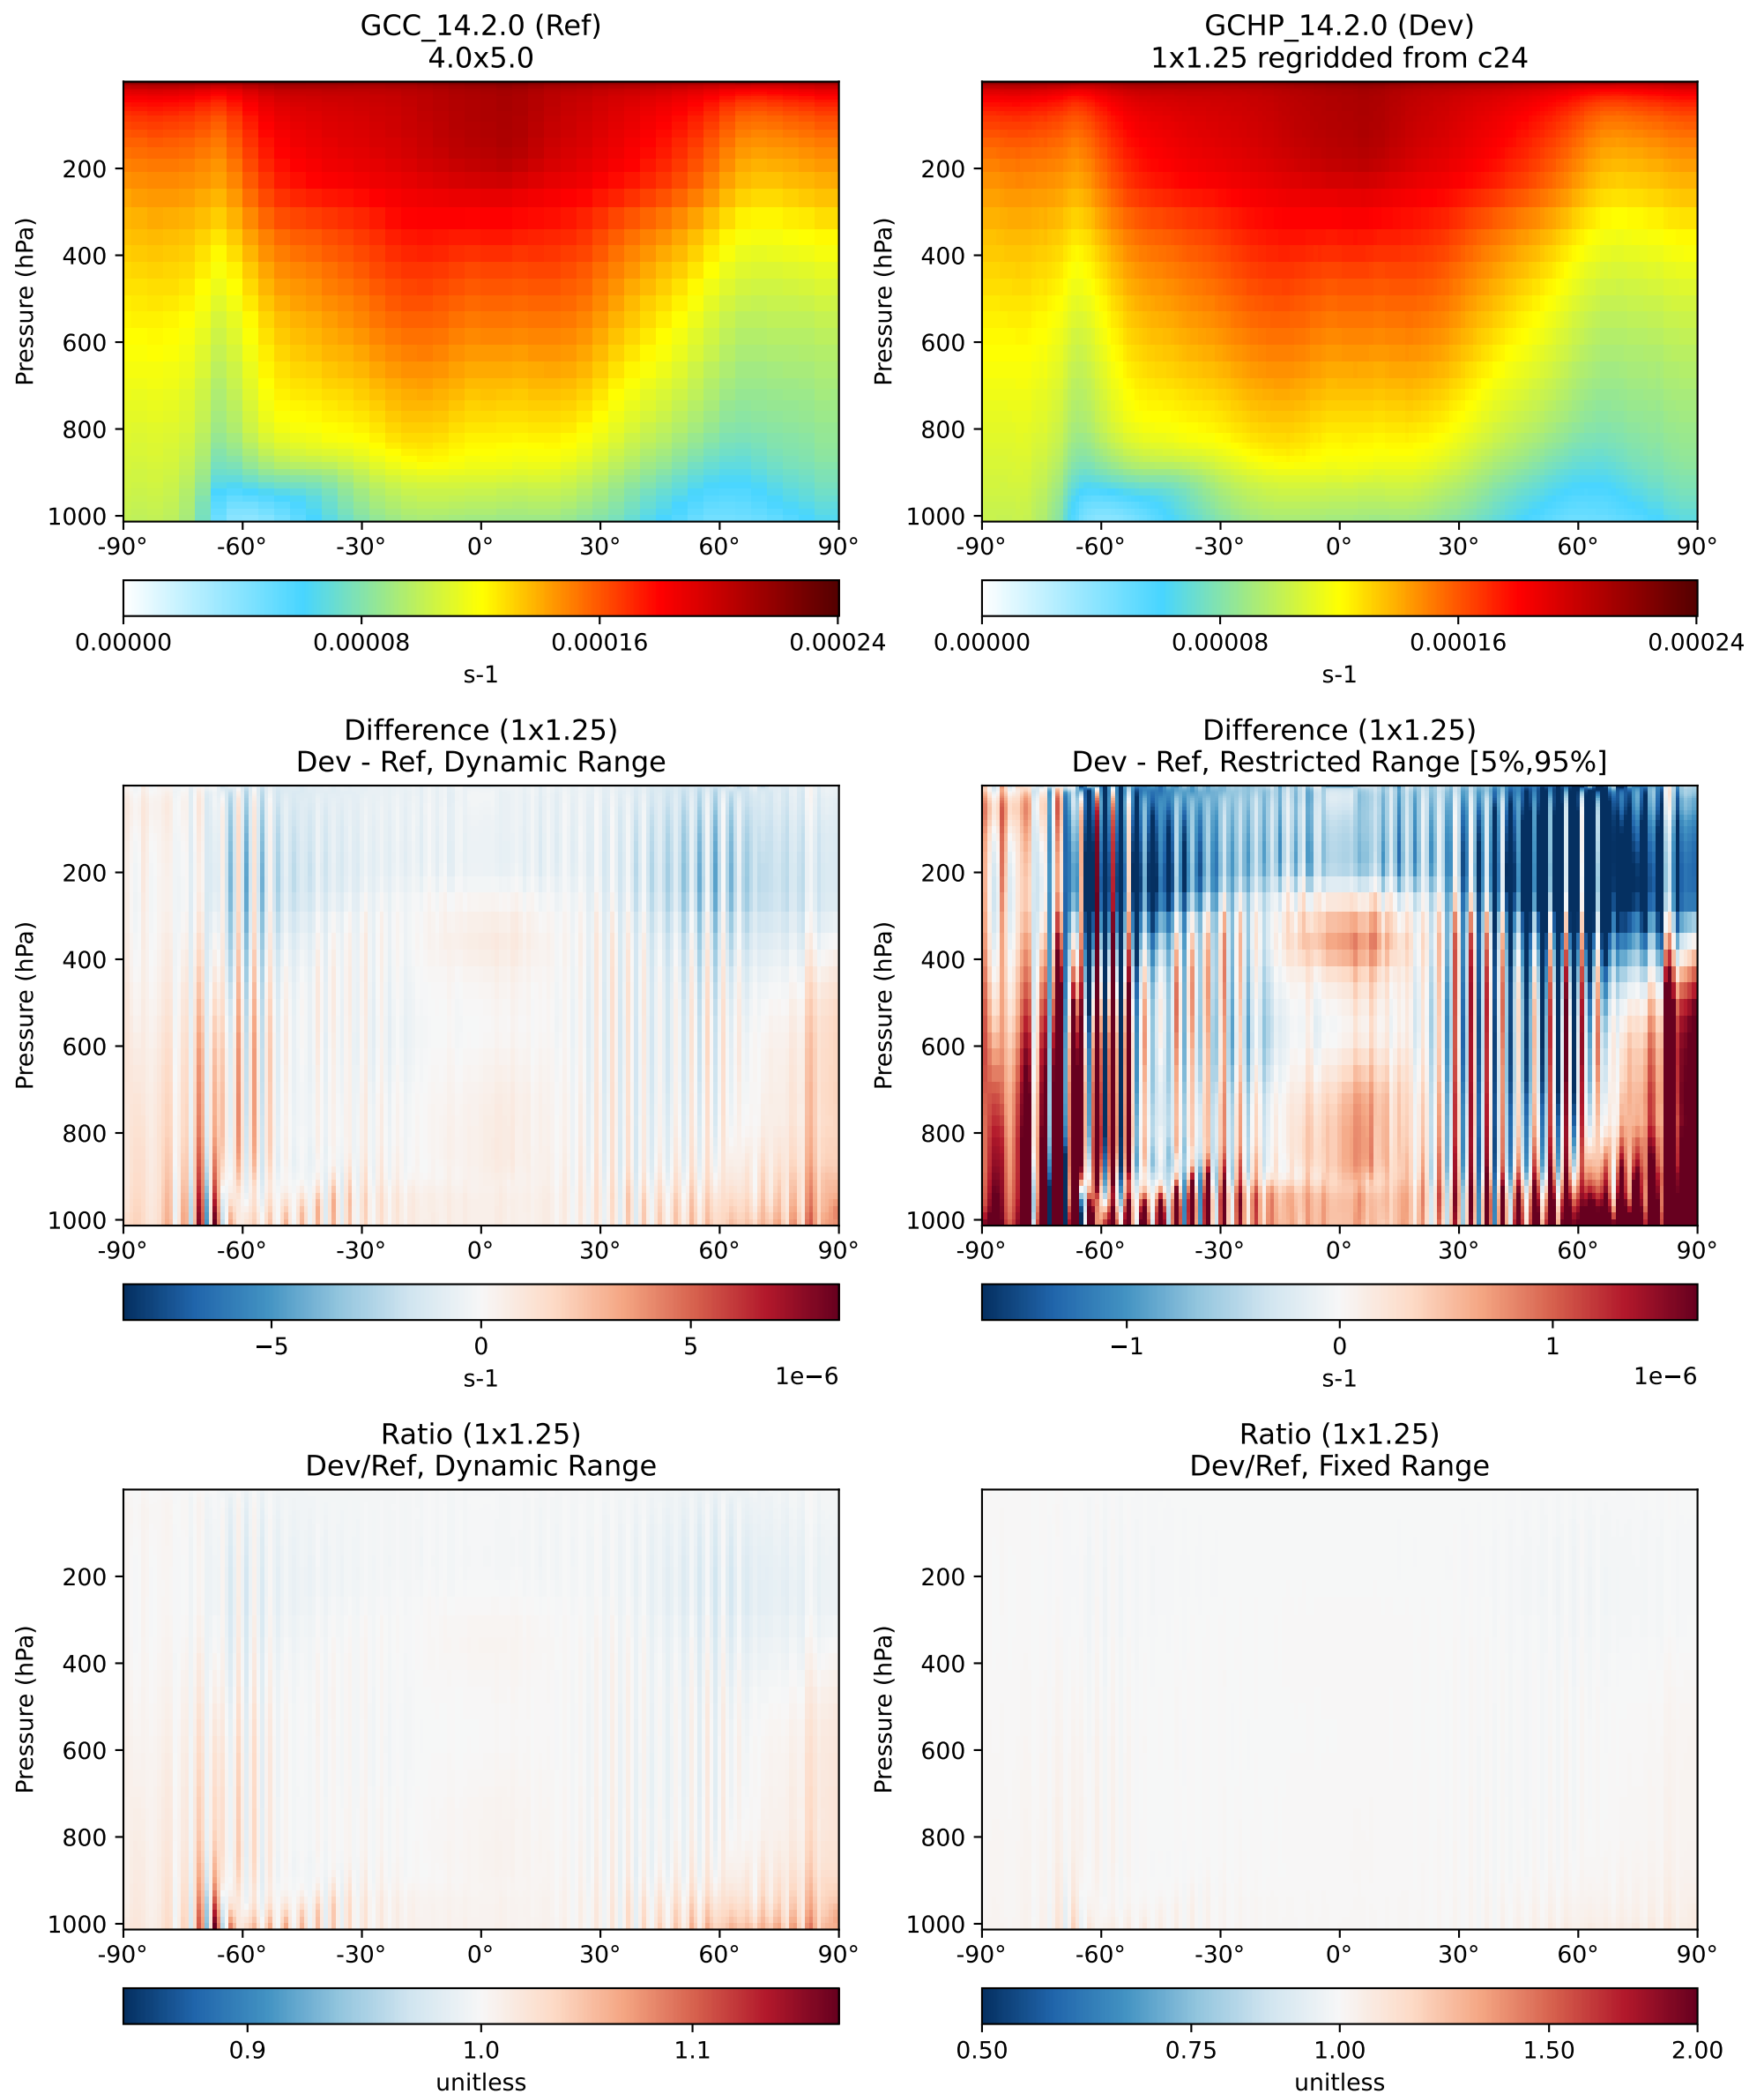 GCC_14.2.0 (Ref)
4.0x5.0
Pressure (hPa)
200
400
600
800
1000
-90° -60° -30° 0° 30° 60° 90°
0.00000 0.00008 0.00016 0.00024
s-1
GCHP_14.2.0 (Dev)
1x1.25 regridded from c24
Pressure (hPa)
200
400
600
800
1000
-90° -60° -30° 0° 30° 60° 90°
0.00000 0.00008 0.00016 0.00024
s-1
Difference (1x1.25)
Dev - Ref, Dynamic Range
Pressure (hPa)
200
400
600
800
1000
-90° -60° -30° 0° 30° 60° 90°
−5 0 5
s-1 1e−6
Difference (1x1.25)
Dev - Ref, Restricted Range [5%,95%]
Pressure (hPa)
200
400
600
800
1000
-90° -60° -30° 0° 30° 60° 90°
−1 0 1
s-1 1e−6
Ratio (1x1.25)
Dev/Ref, Dynamic Range
Pressure (hPa)
200
400
600
800
1000
-90° -60° -30° 0° 30° 60° 90°
0.9 1.0 1.1
unitless
Ratio (1x1.25)
Dev/Ref, Fixed Range
Pressure (hPa)
200
400
600
800
1000
-90° -60° -30° 0° 30° 60° 90°
0.50 0.75 1.00 1.50 2.00
unitless